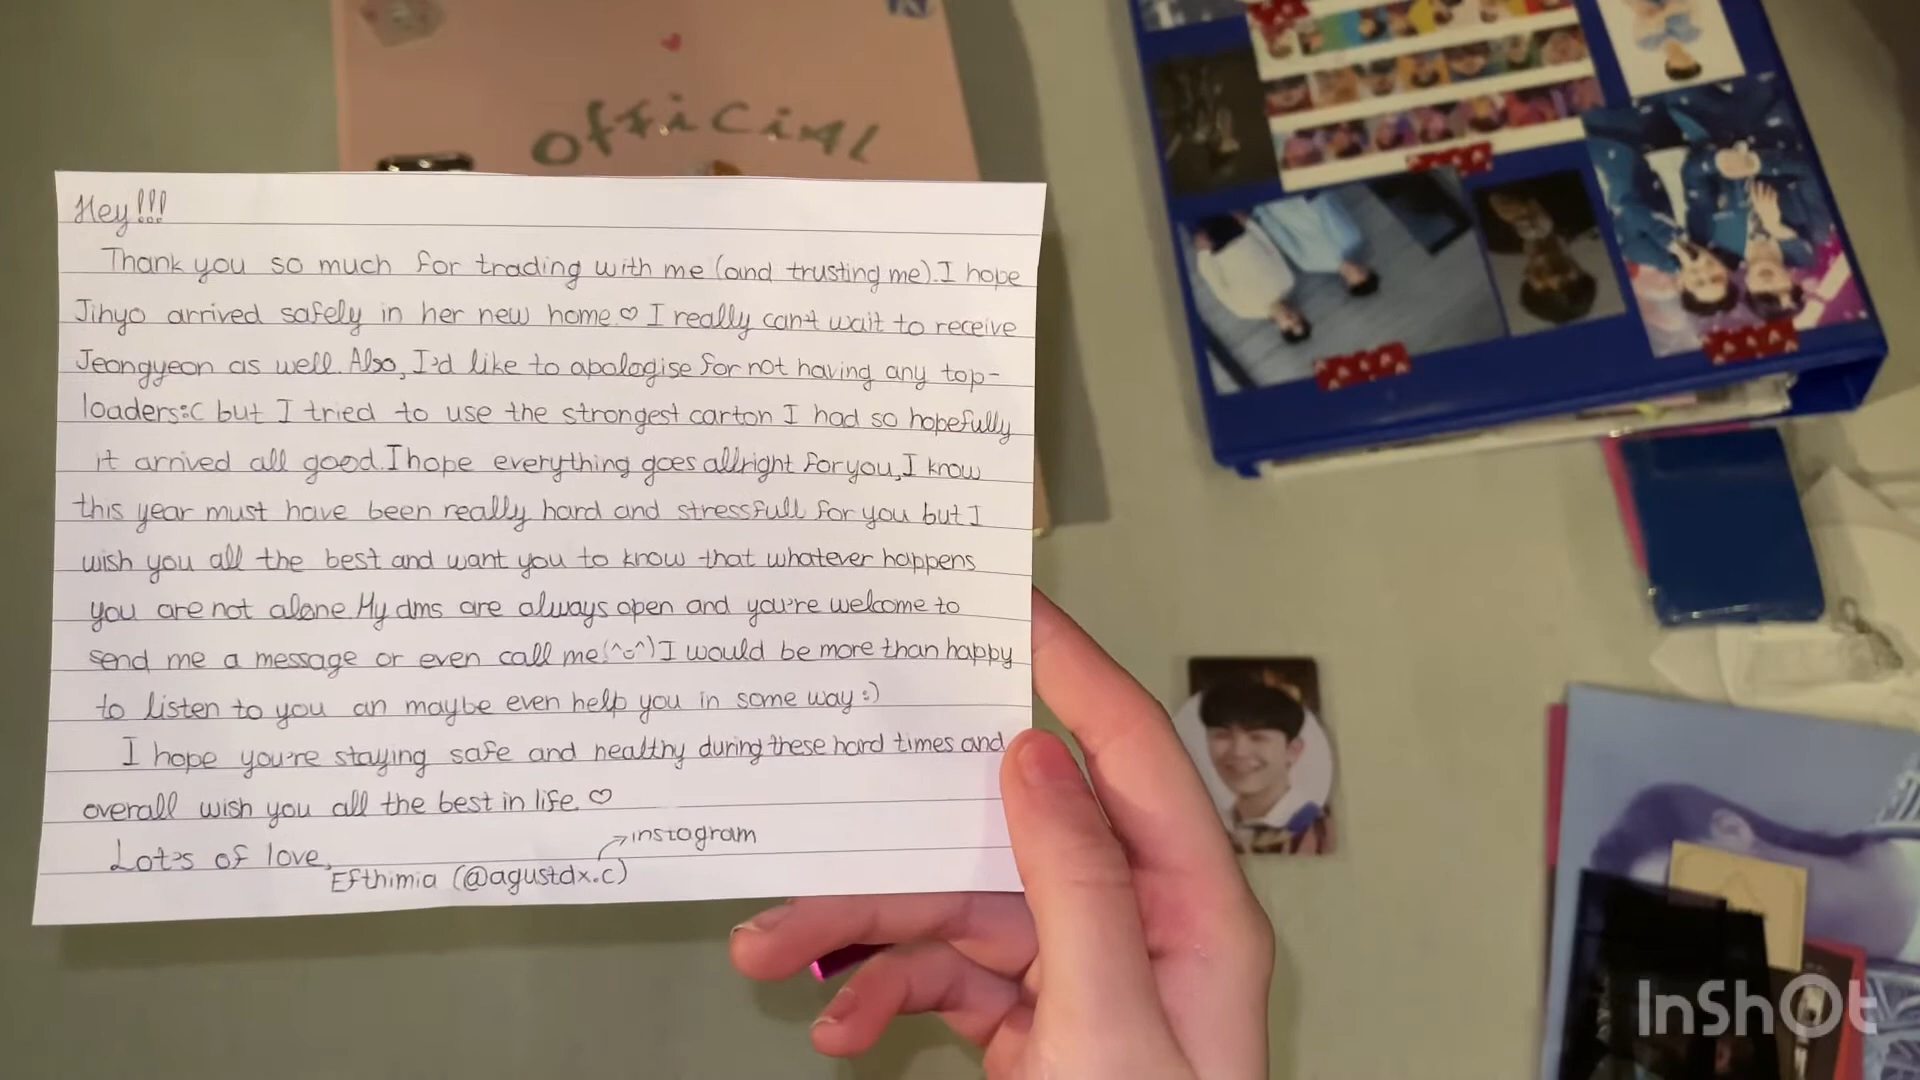 official
Hey!!!
Thank you so much for trading with me (and trusting me). I hope
Jihyo arrived safely in her new home.♡ I really can't wait to receive
Jeongyeon as well. Also, I'd like to apologise for not having any top-
loaders:c but I tried to use the strongest carton I had so hopefully
it arrived all good. I hope everything goes allright for you, I know
this year must have been really hard and stressfull for you but I
wish you all the best and want you to know that whatever happens
you are not alone. My dms are always open and you're welcome to
send me a message or even call me!(^-^) I would be more than happy
to listen to you an maybe even help you in some way:)
I hope you're staying safe and healthy during these hard times and
overall wish you all the best in life. ♡
Lot's of love,
→instagram
Efthimia (@agustdx.c)
InShOt